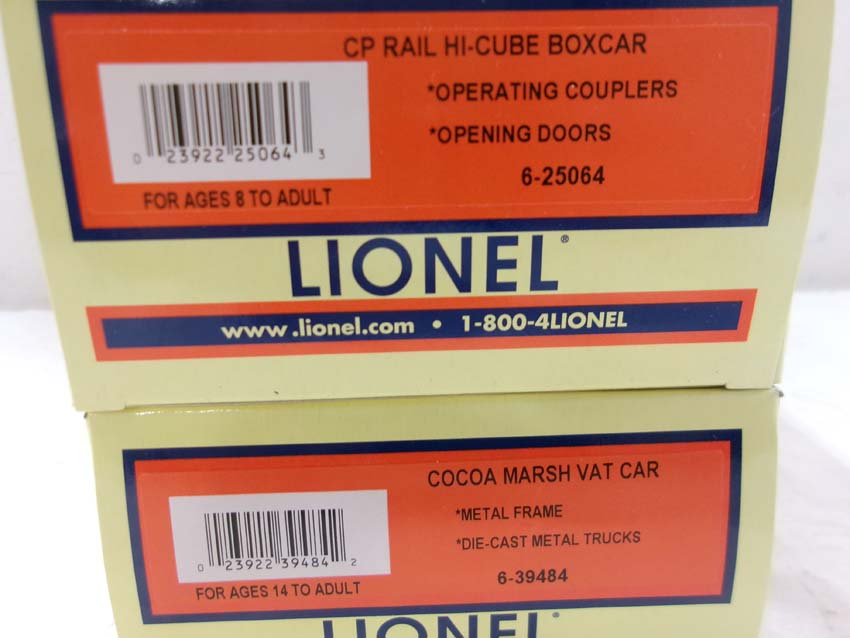 CP RAIL HI-CUBE BOXCAR
*OPERATING COUPLERS
*OPENING DOORS
6-25064
0 23922 25064 3
FOR AGES 8 TO ADULT
LIONEL®
www.lionel.com • 1-800-4LIONEL
COCOA MARSH VAT CAR
*METAL FRAME
*DIE-CAST METAL TRUCKS
6-39484
0 23922 39484 2
FOR AGES 14 TO ADULT
LIONEL®